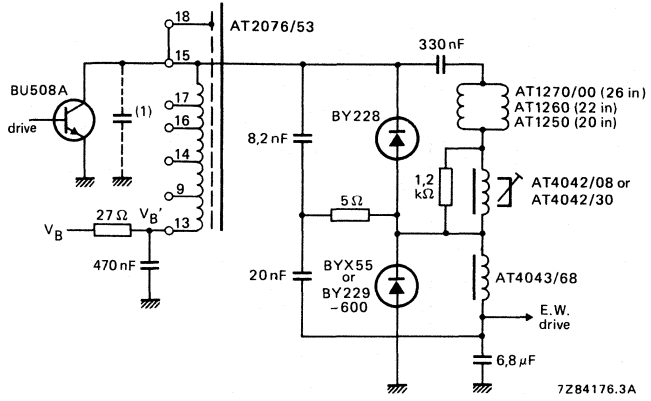 18
AT2076/53
15
330 nF
BU508A
(1)
drive
17
16
14
9
13
8,2 nF
BY228
AT1270/00 (26 in)
AT1260 (22 in)
AT1250 (20 in)
1,2
kΩ
AT4042/08 or
AT4042/30
5 Ω
27 Ω
VB
VB'
470 nF
20 nF
BYX55
or
BY229
-600
AT4043/68
E.W.
drive
6,8 μF
7Z84176.3A